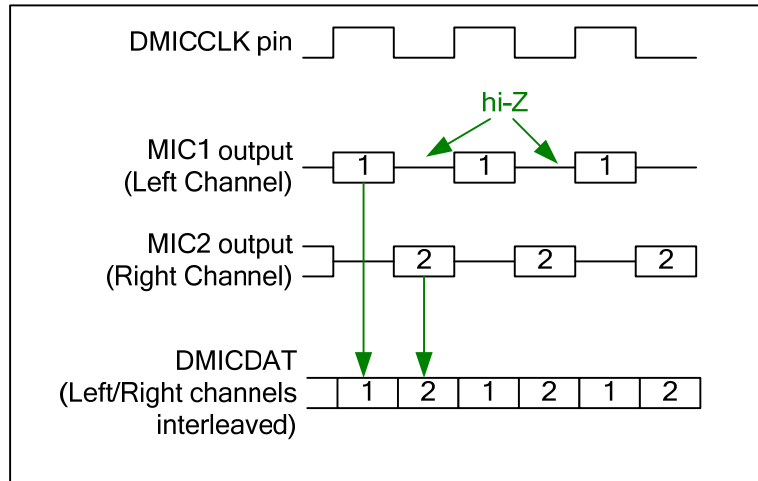 DMICCLK pin
hi-Z
MIC1 output
(Left Channel)
1 1 1
MIC2 output
(Right Channel)
2 2 2
DMICDAT
(Left/Right channels
interleaved)
1 2 1 2 1 2